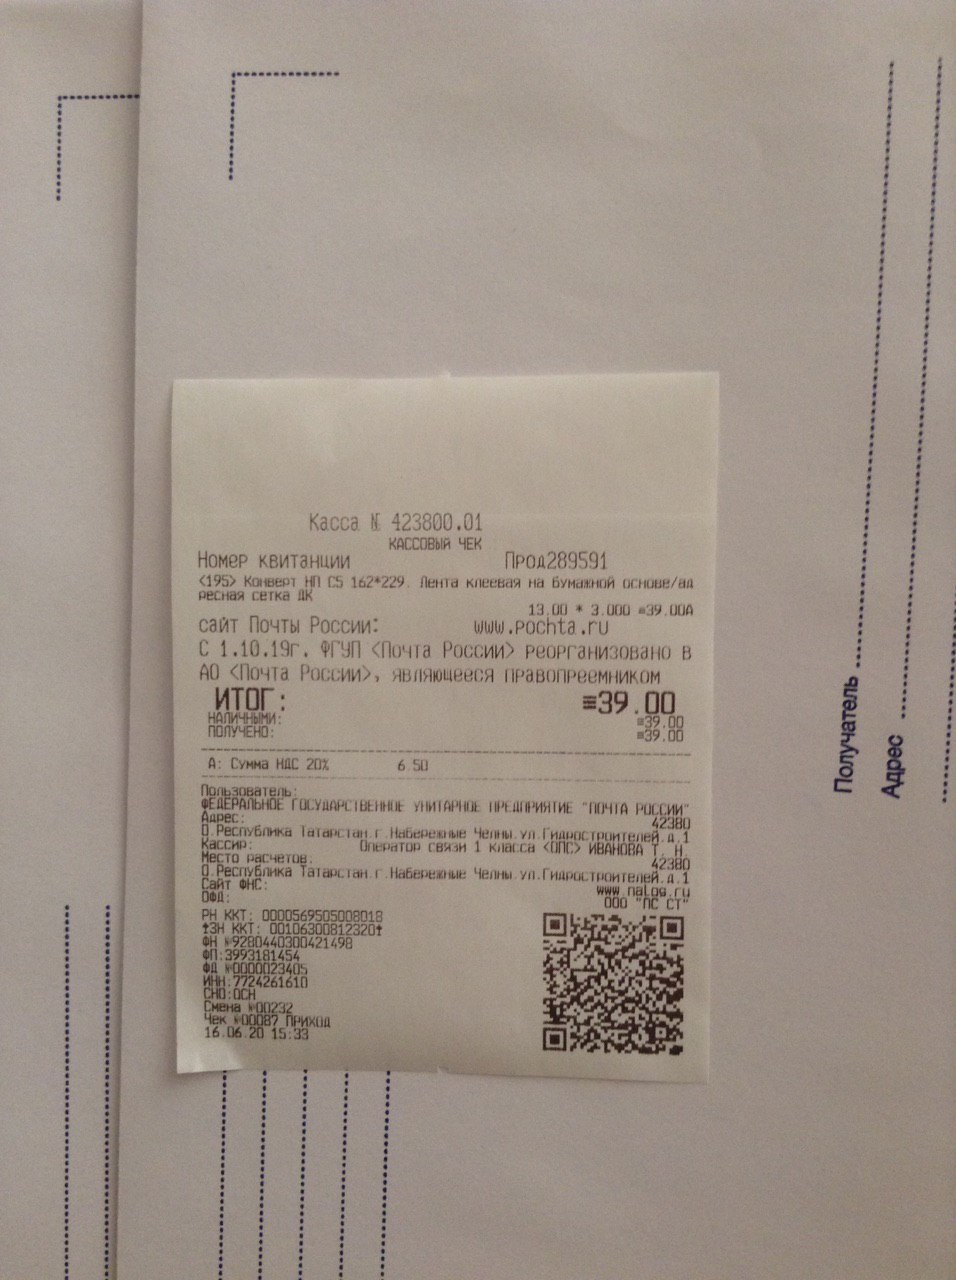 Касса № 423800.01
КАССОВЫЙ ЧЕК
Номер квитанции Прод289591
<195> Конверт НП С5 162*229. Лента клеевая на бумажной основе/ад
ресная сетка ДК
13.00 * 3.000 ≡39.00А
сайт Почты России: www.pochta.ru
С 1.10.19г. ФГУП <Почта России> реорганизовано в
АО <Почта России>, являющееся правопреемником
ИТОГ: ≡39.00
НАЛИЧНЫМИ: ≡39.00
ПОЛУЧЕНО: ≡39.00
А: Сумма НДС 20% 6.50
Пользователь:
ФЕДЕРАЛЬНОЕ ГОСУДАРСТВЕННОЕ УНИТАРНОЕ ПРЕДПРИЯТИЕ "ПОЧТА РОССИИ"
Адрес: 42380
0.Республика Татарстан.г.Набережные Челны.ул.Гидростроителей.д.1
Кассир: Оператор связи 1 класса <ОПС> ИВАНОВА Т. Н.
Место расчетов: 42380
0.Республика Татарстан.г.Набережные Челны.ул.Гидростроителей.д.1
Сайт ФНС: www.nalog.ru
ОФД: ООО "ПС СТ"
РН ККТ: 0000569505008018
ЗН ККТ: 00106300812320
ФН №9280440300421498
ФП:3993181454
ФД №0000023405
ИНН:7724261610
СНО:ОСН
Смена №00232
Чек №00087 ПРИХОД
16.06.20 15:33
Получатель
Адрес